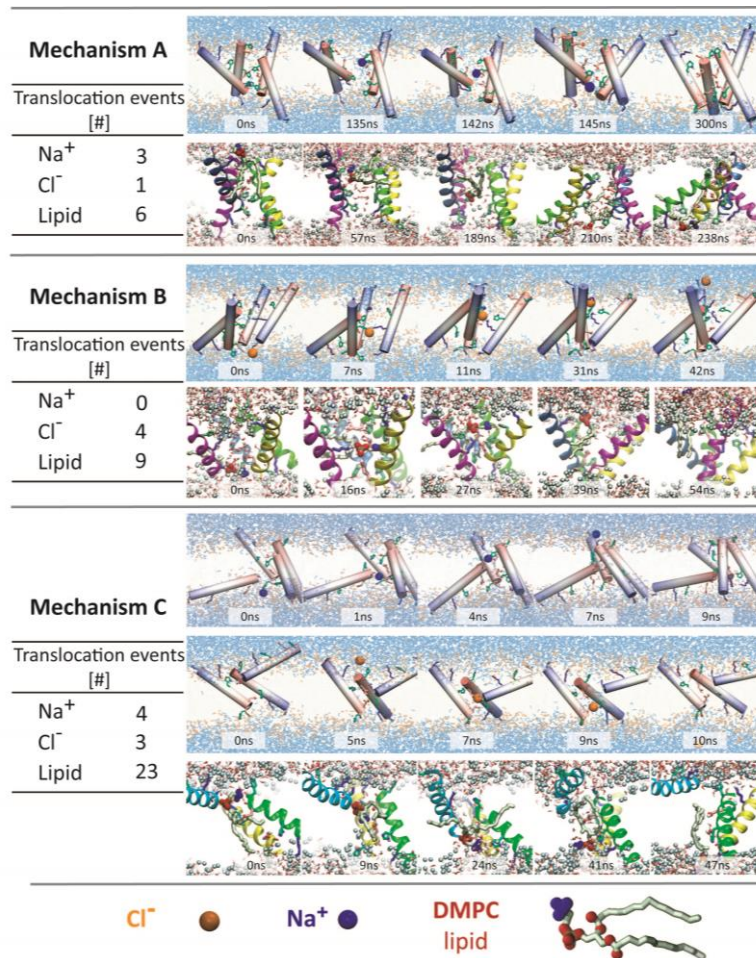 Mechanism A
Translocation events
[#]
Na+ 3
Cl- 1
Lipid 6
0ns 135ns 142ns 145ns 300ns
0ns 57ns 189ns 210ns 238ns
Mechanism B
Translocation events
[#]
Na+ 0
Cl- 4
Lipid 9
0ns 7ns 11ns 31ns 42ns
0ns 16ns 27ns 39ns 54ns
Mechanism C
Translocation events
[#]
Na+ 4
Cl- 3
Lipid 23
0ns 1ns 4ns 7ns 9ns
0ns 5ns 7ns 9ns 10ns
0ns 9ns 24ns 41ns 47ns
Cl- Na+ DMPC
lipid